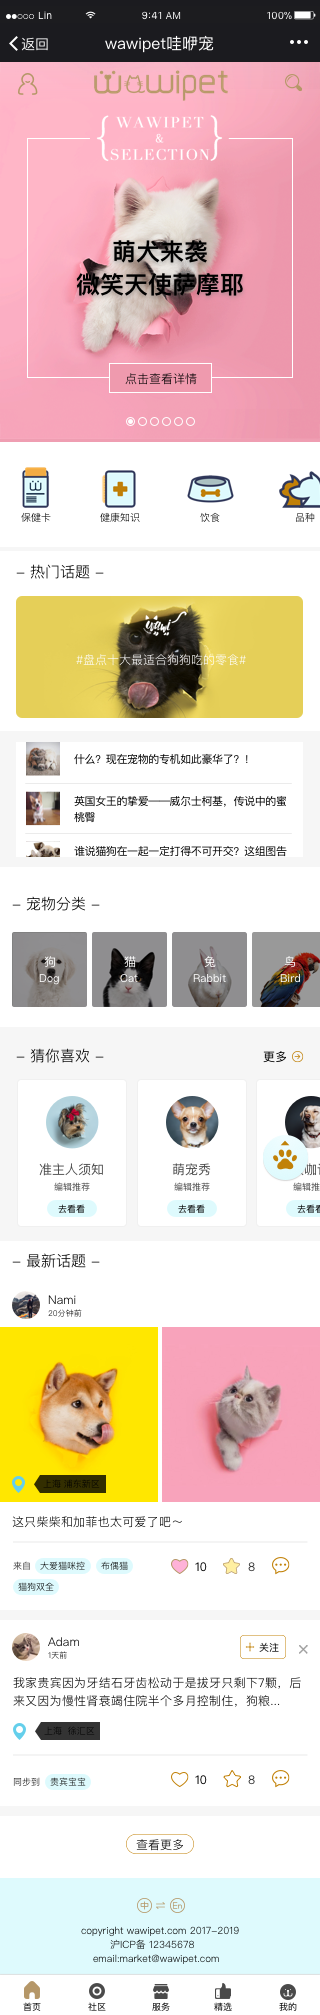 Lin
9:41 AM
100%
返回
wawipet哇咿宠
wawipet
WAWIPET
&
SELECTION
萌犬来袭
微笑天使萨摩耶
点击查看详情
保健卡 健康知识 饮食 品种
– 热门话题 –
wawi
#盘点十大最适合狗狗吃的零食#
什么？现在宠物的专机如此豪华了？！
英国女王的挚爱——威尔士柯基，传说中的蜜
桃臀
谁说猫狗在一起一定打得不可开交？这组图告
– 宠物分类 –
狗 猫 兔 鸟
Dog Cat Rabbit Bird
– 猜你喜欢 –
更多
准主人须知 萌宠秀
编辑推荐 编辑推荐 编辑推
去看看 去看看 去看看
– 最新话题 –
Nami
20分钟前
上海 浦东新区
这只柴柴和加菲也太可爱了吧～
来自 大爱猫咪控 布偶猫
10 8
猫狗双全
Adam
1天前
+ 关注
我家贵宾因为牙结石牙齿松动于是拔牙只剩下7颗，后
来又因为慢性肾衰竭住院半个多月控制住，狗粮...
上海 徐汇区
同步到 贵宾宝宝
10 8
查看更多
中 En
copyright wawipet.com 2017-2019
沪ICP备 12345678
email:market@wawipet.com
首页 社区 服务 精选 我的